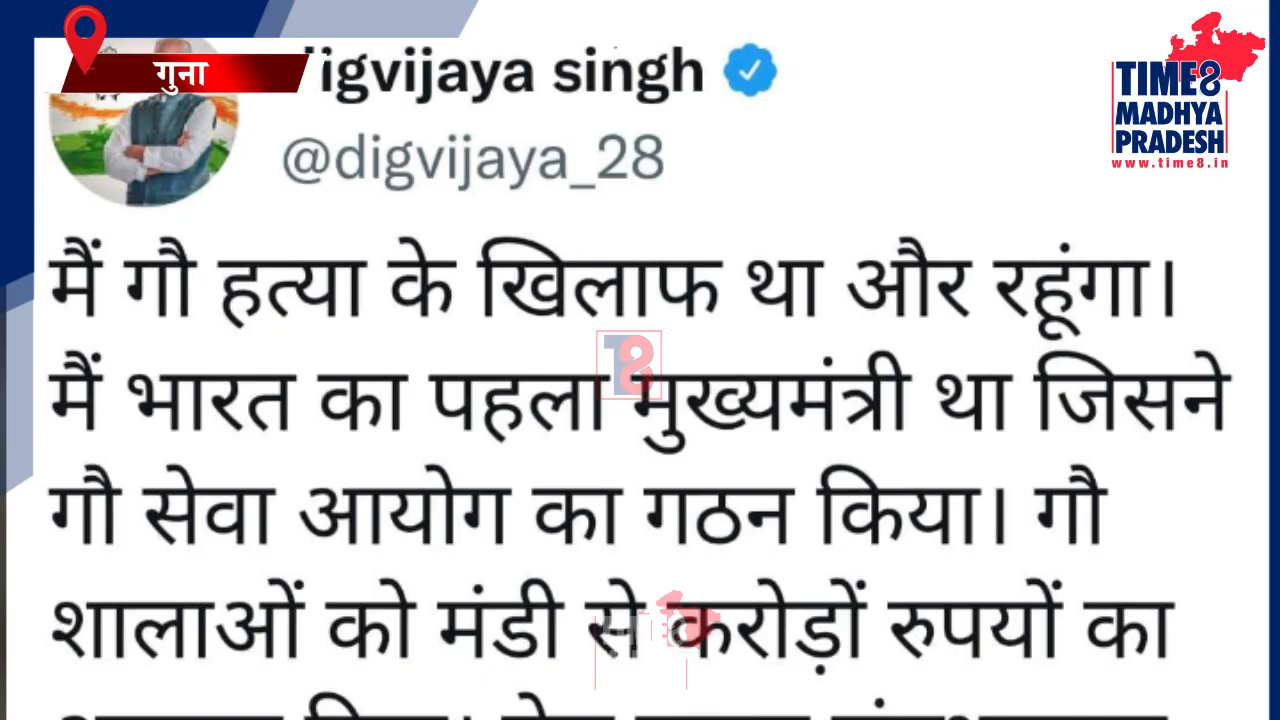 गुना
digvijaya singh
@digvijaya_28
TIME8
MADHYA
PRADESH
www.time8.in
मैं गौ हत्या के खिलाफ था और रहूंगा।
मैं भारत का पहला मुख्यमंत्री था जिसने
गौ सेवा आयोग का गठन किया। गौ
शालाओं को मंडी से करोड़ों रुपयों का